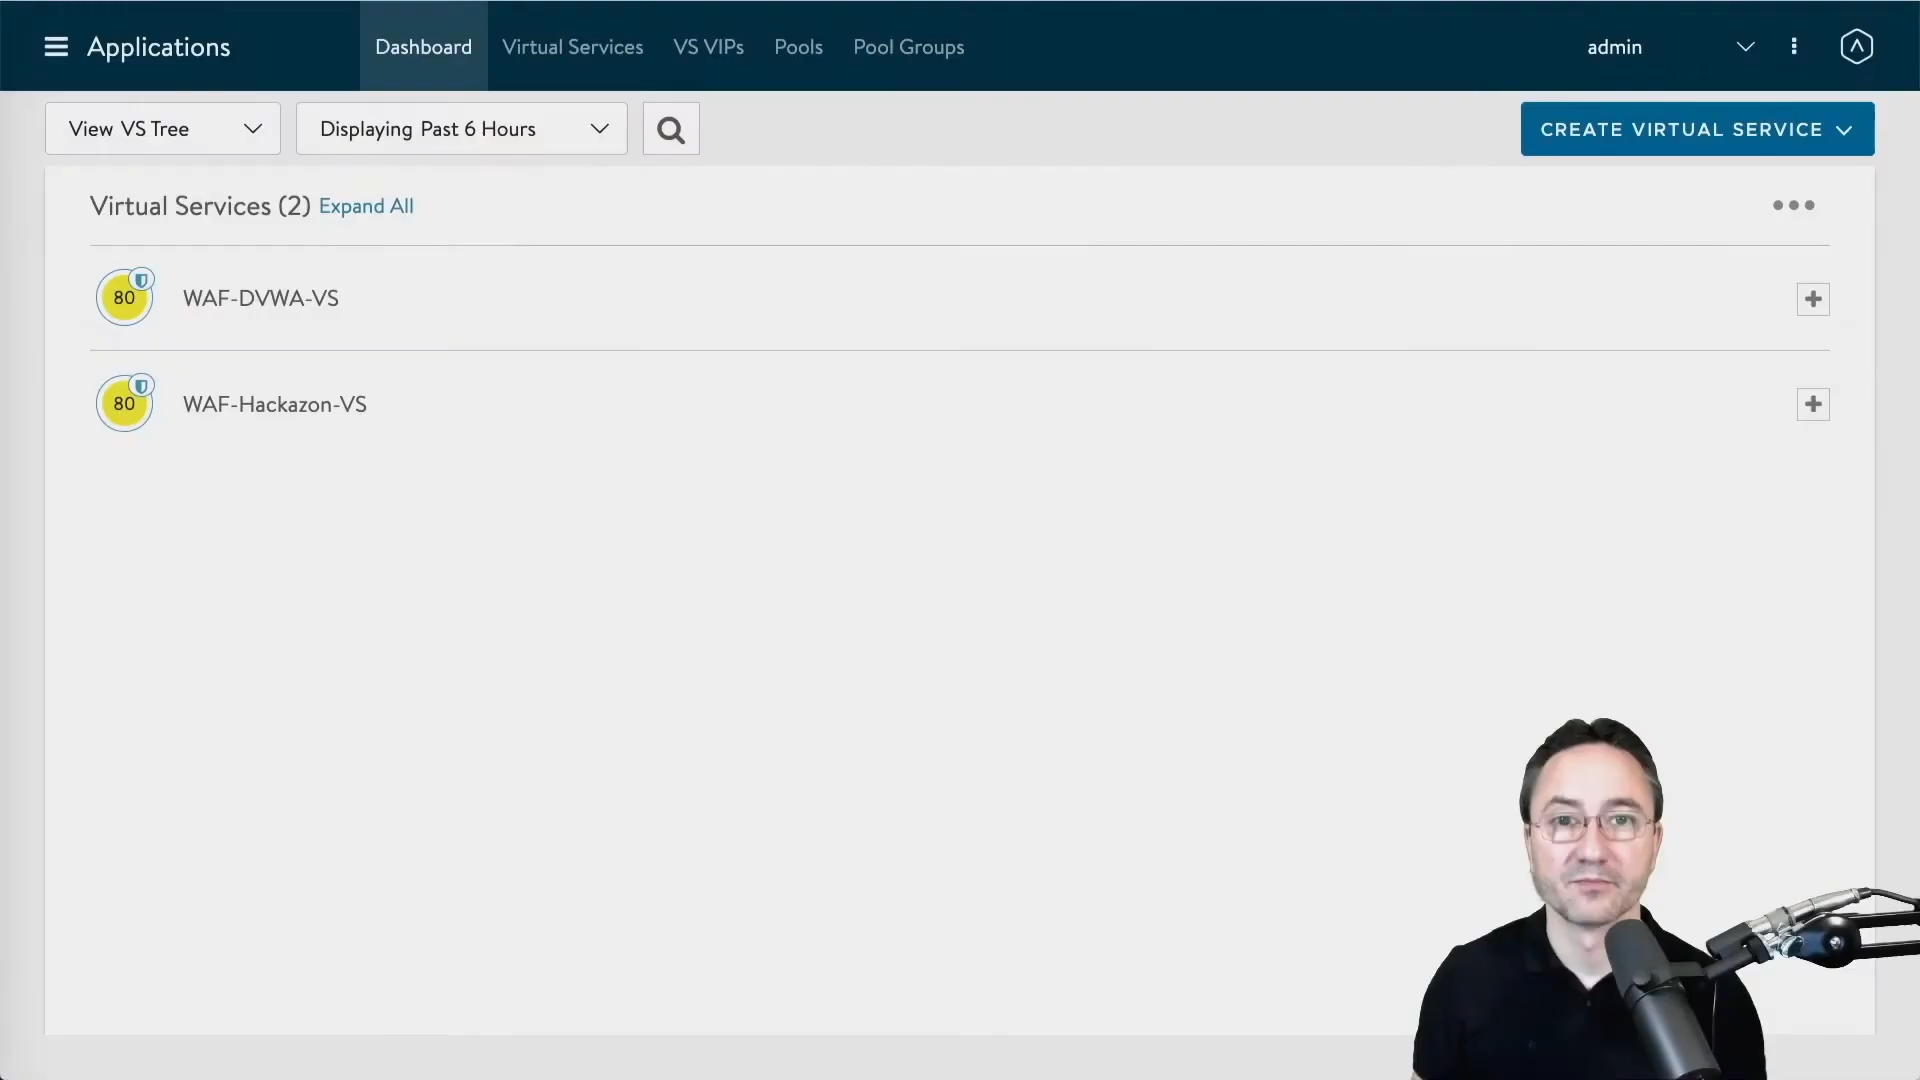 Applications
Dashboard
Virtual Services
VS VIPs
Pools
Pool Groups
admin
View VS Tree
Displaying Past 6 Hours
CREATE VIRTUAL SERVICE
Virtual Services (2) Expand All
80
WAF-DVWA-VS
80
WAF-Hackazon-VS